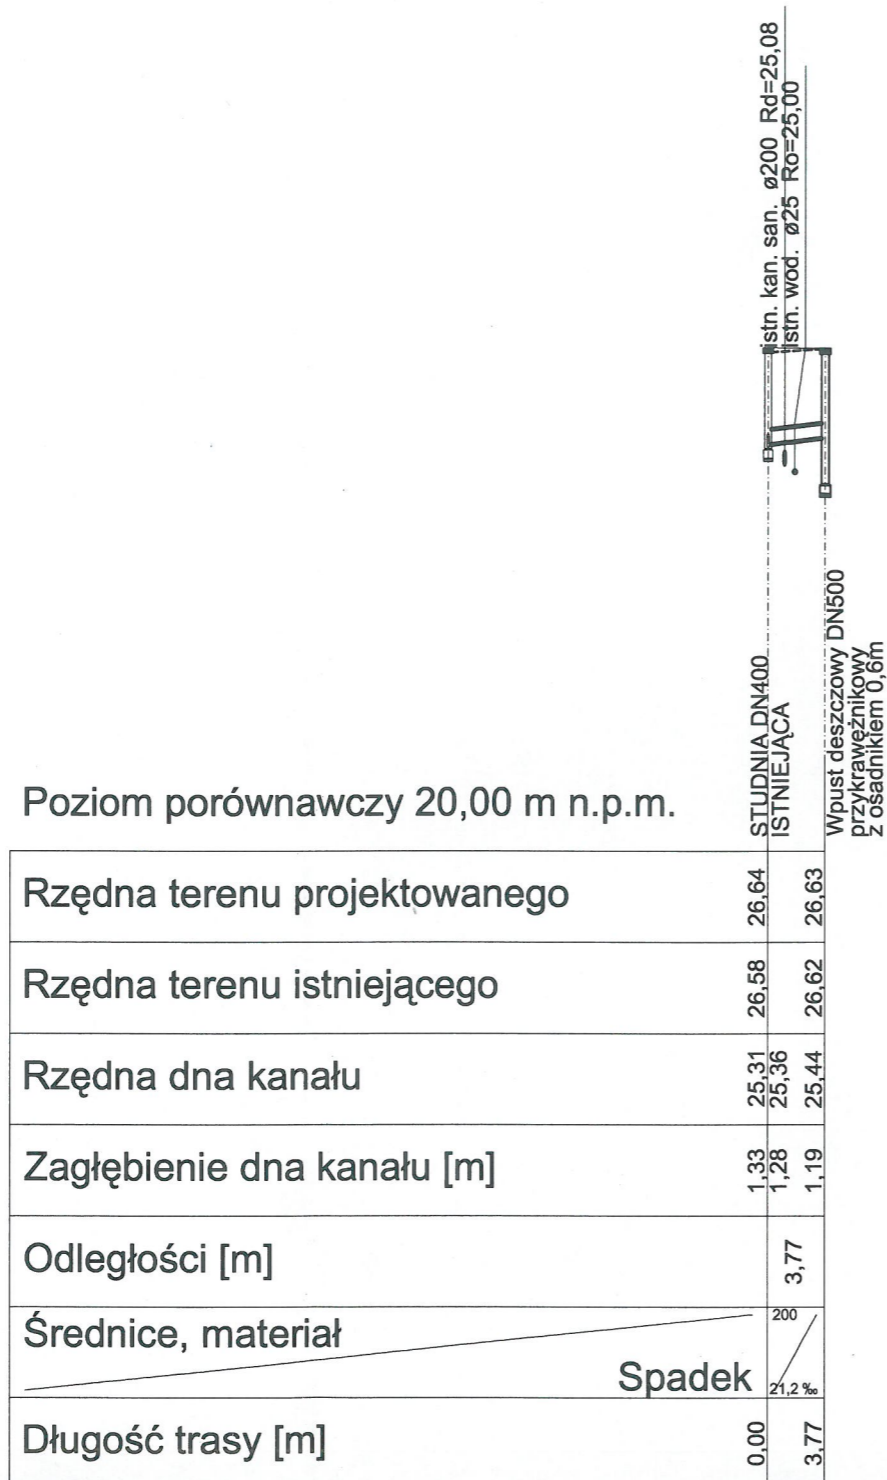 istn. kan. san. ø200 Rd=25,08
istn. wod. ø25 Ro=25,00
STUDNIA DN400
ISTNIEJĄCA
Wpust deszczowy DN500
przykrawężnikowy
z osadnikiem 0,6m
Poziom porównawczy 20,00 m n.p.m.
Rzędna terenu projektowanego 26,64 26,63
Rzędna terenu istniejącego 26,58 26,62
Rzędna dna kanału 25,31 25,36 25,44
Zagłębienie dna kanału [m] 1,33 1,28 1,19
Odległości [m] 3,77
Średnice, materiał 200
Spadek 21,2 ‰
Długość trasy [m] 0,00 3,77